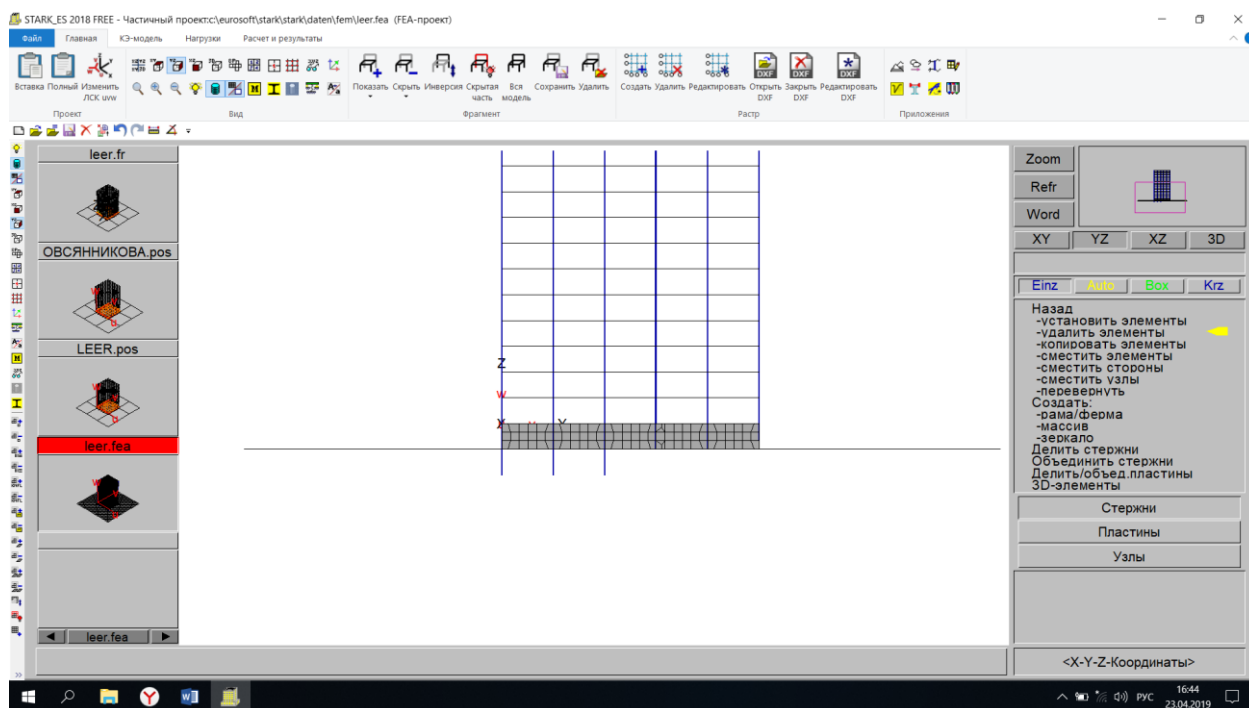 STARK_ES 2018 FREE - Частичный проект:c:\eurosoft\stark\stark\daten\fem\leer.fea (FEA-проект)
Файл Главная КЭ-модель Нагрузки Расчет и результаты
Вставка Полный Изменить ЛСК uvw
Показать Скрыть Инверсия Скрытая часть Вся модель Сохранить Удалить
Создать Удалить Редактировать Открыть DXF Закрыть DXF Редактировать DXF
Проект Вид Фрагмент Растр Приложения
leer.fr
ОВСЯННИКОВА.pos
LEER.pos
leer.fea
leer.fea
Z
W
X Y
Zoom
Refr
Word
XY YZ XZ 3D
Einz Auto Box Krz
Назад
-установить элементы
-удалить элементы
-копировать элементы
-сместить элементы
-сместить стороны
-сместить узлы
-перевернуть
Создать:
-рама/ферма
-массив
-зеркало
Делить стержни
Объединить стержни
Делить/объед.пластины
3D-элементы
Стержни
Пластины
Узлы
<X-Y-Z-Координаты>
РУС 16:44
23.04.2019